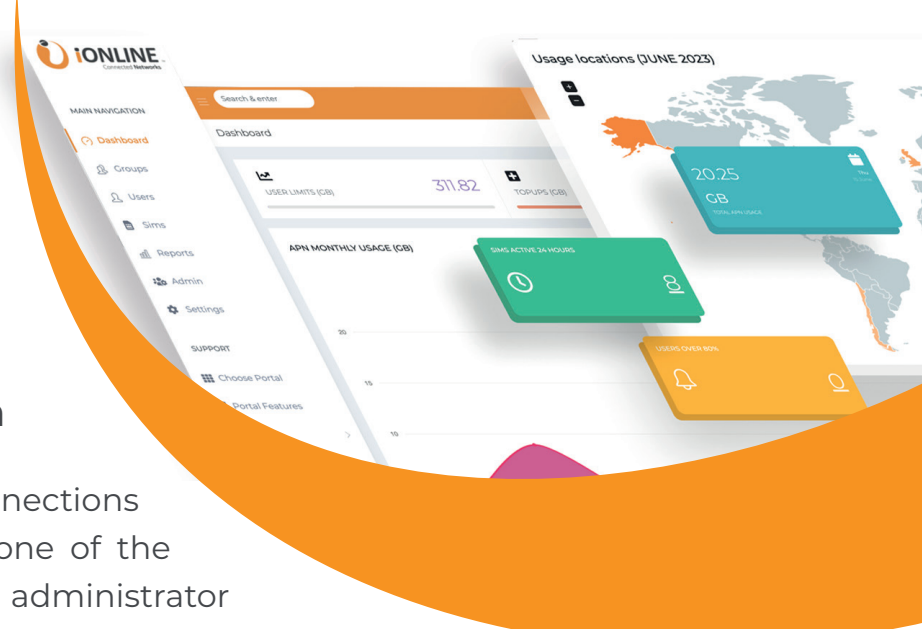 iONLINE
Connected Networks
MAIN NAVIGATION
Dashboard
Groups
Users
Sims
Reports
Admin
Settings
SUPPORT
Choose Portal
Portal Features
Search & enter
Dashboard
USER LIMITS (GB)
311.82
TOPUPS (GB)
APN MONTHLY USAGE (GB)
20
15
10
Usage locations (JUNE 2023)
20.25
GB
TOTAL APN USAGE
SIMS ACTIVE 24 HOURS
8
USERS OVER 80%
0
nections
one of the
administrator